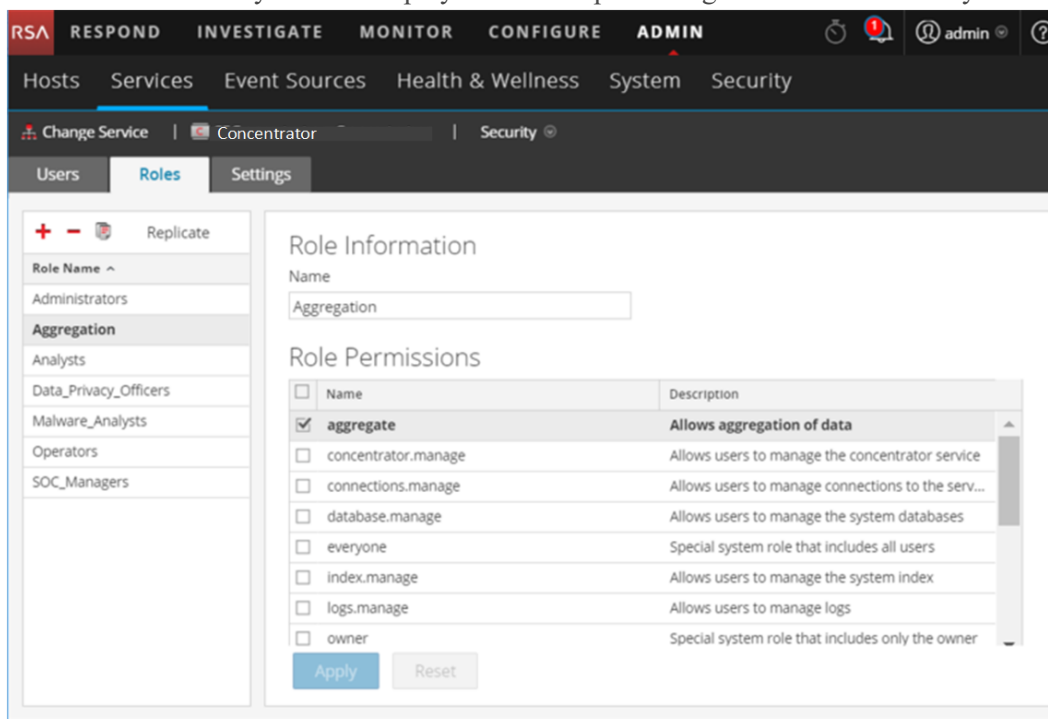 RSA RESPOND INVESTIGATE MONITOR CONFIGURE ADMIN 1 admin ?
Hosts Services Event Sources Health & Wellness System Security
Change Service | C Concentrator | Security
Users Roles Settings
+ - Replicate
Role Name
Administrators
Aggregation
Analysts
Data_Privacy_Officers
Malware_Analysts
Operators
SOC_Managers
Role Information
Name
Aggregation
Role Permissions
Name Description
aggregate Allows aggregation of data
concentrator.manage Allows users to manage the concentrator service
connections.manage Allows users to manage connections to the serv...
database.manage Allows users to manage the system databases
everyone Special system role that includes all users
index.manage Allows users to manage the system index
logs.manage Allows users to manage logs
owner Special system role that includes only the owner
Apply Reset